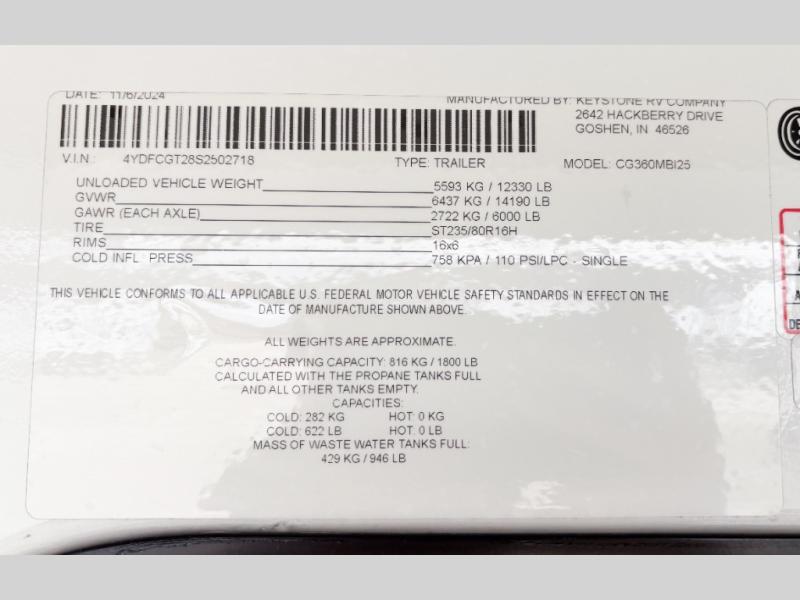 DATE: 11/6/2024 MANUFACTURED BY: KEYSTONE RV COMPANY
2642 HACKBERRY DRIVE
GOSHEN, IN 46526
V.I.N.: 4YDFCGT28S2502718 TYPE: TRAILER MODEL: CG360MBI25
UNLOADED VEHICLE WEIGHT 5593 KG / 12330 LB
GVWR 6437 KG / 14190 LB
GAWR (EACH AXLE) 2722 KG / 6000 LB
TIRE ST235/80R16H
RIMS 16x6
COLD INFL. PRESS 758 KPA / 110 PSI/LPC - SINGLE
THIS VEHICLE CONFORMS TO ALL APPLICABLE U.S. FEDERAL MOTOR VEHICLE SAFETY STANDARDS IN EFFECT ON THE
DATE OF MANUFACTURE SHOWN ABOVE.
ALL WEIGHTS ARE APPROXIMATE.
CARGO-CARRYING CAPACITY: 816 KG / 1800 LB
CALCULATED WITH THE PROPANE TANKS FULL
AND ALL OTHER TANKS EMPTY.
CAPACITIES:
COLD: 282 KG HOT: 0 KG
COLD: 622 LB HOT: 0 LB
MASS OF WASTE WATER TANKS FULL:
429 KG / 946 LB